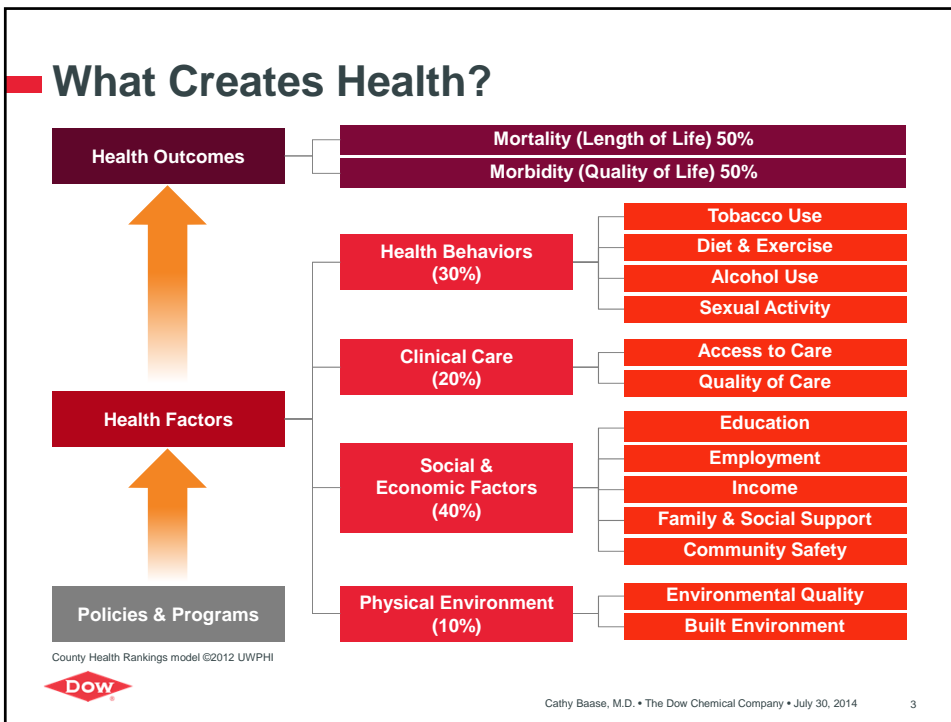 What Creates Health?
Health Outcomes
Mortality (Length of Life) 50%
Morbidity (Quality of Life) 50%
Health Factors
Health Behaviors
(30%)
Tobacco Use
Diet & Exercise
Alcohol Use
Sexual Activity
Clinical Care
(20%)
Access to Care
Quality of Care
Social &
Economic Factors
(40%)
Education
Employment
Income
Family & Social Support
Community Safety
Policies & Programs
Physical Environment
(10%)
Environmental Quality
Built Environment
County Health Rankings model ©2012 UWPHI
DOW
Cathy Baase, M.D. • The Dow Chemical Company • July 30, 2014
3